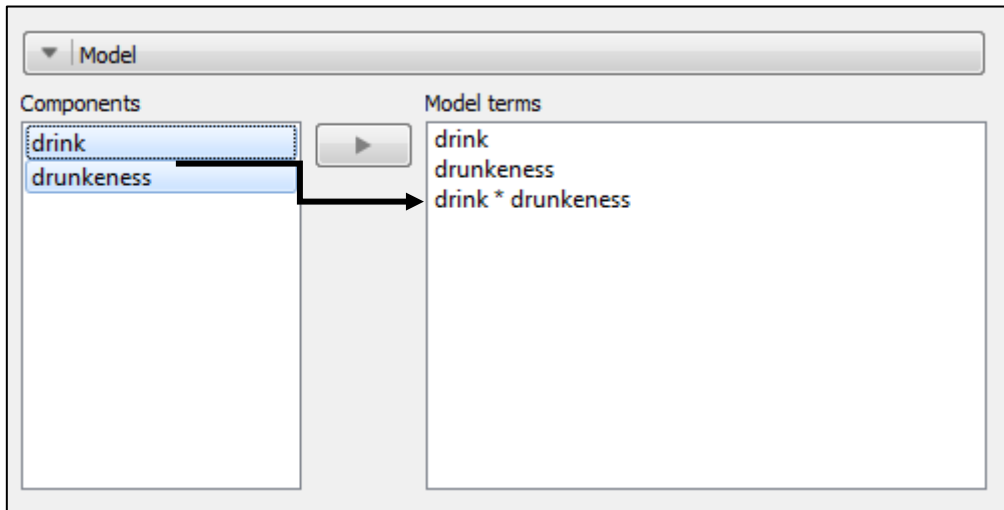 Model
Components
Model terms
drink
drunkeness
drink
drunkeness
drink * drunkeness